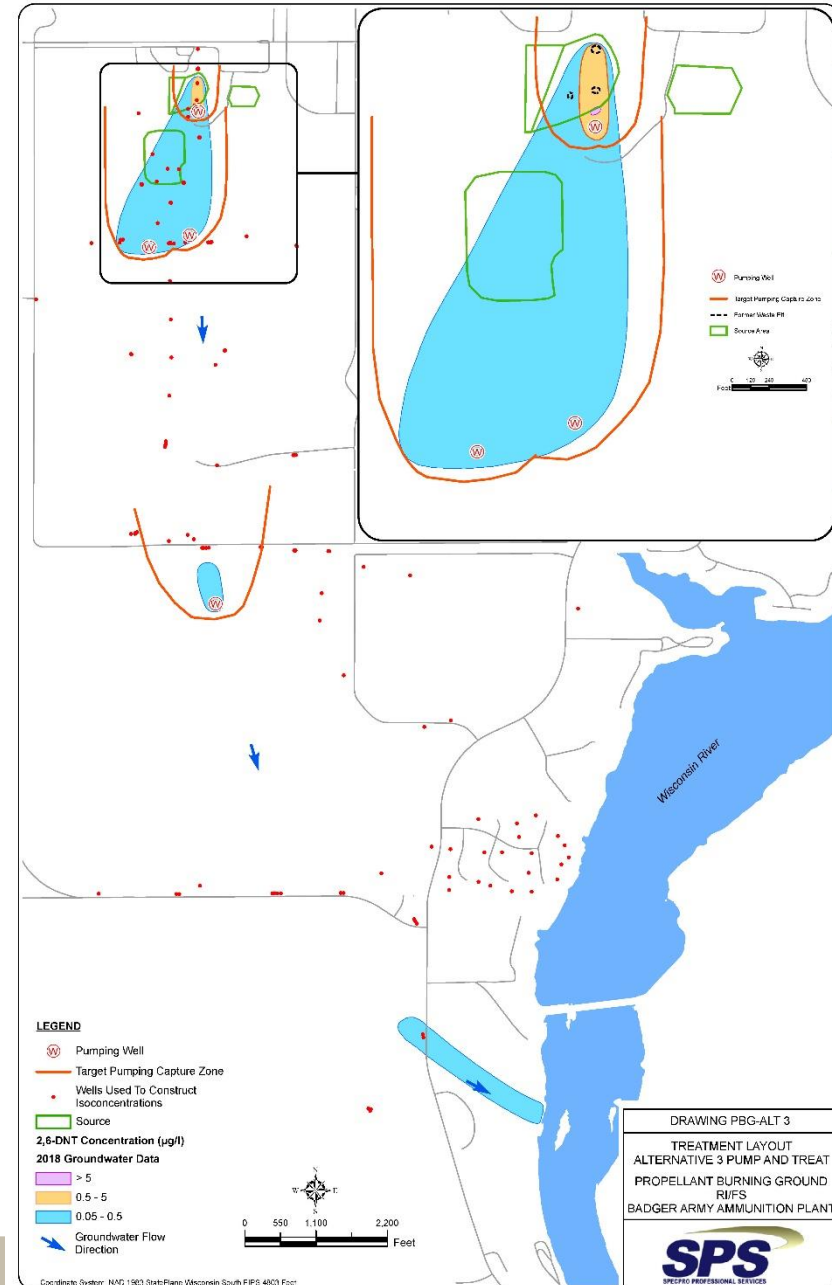 W
W
W
W
W
W
W
W Pumping Well
Target Pumping Capture Zone
Former Waste Pit
Source Area
N
Feet
0 120 240 480
Wisconsin River
LEGEND
W Pumping Well
Target Pumping Capture Zone
Wells Used To Construct
Isoconcentrations
Source
2,6-DNT Concentration (µg/l)
2018 Groundwater Data
> 5
0.5 - 5
0.05 - 0.5
Groundwater Flow
Direction
N
W E
S
0 550 1,100 2,200
Feet
Coordinate System: NAD 1983 StatePlane Wisconsin South FIPS 4803 Feet
DRAWING PBG-ALT 3
TREATMENT LAYOUT
ALTERNATIVE 3 PUMP AND TREAT
PROPELLANT BURNING GROUND
RI/FS
BADGER ARMY AMMUNITION PLANT
SPS
SPECPRO PROFESSIONAL SERVICES